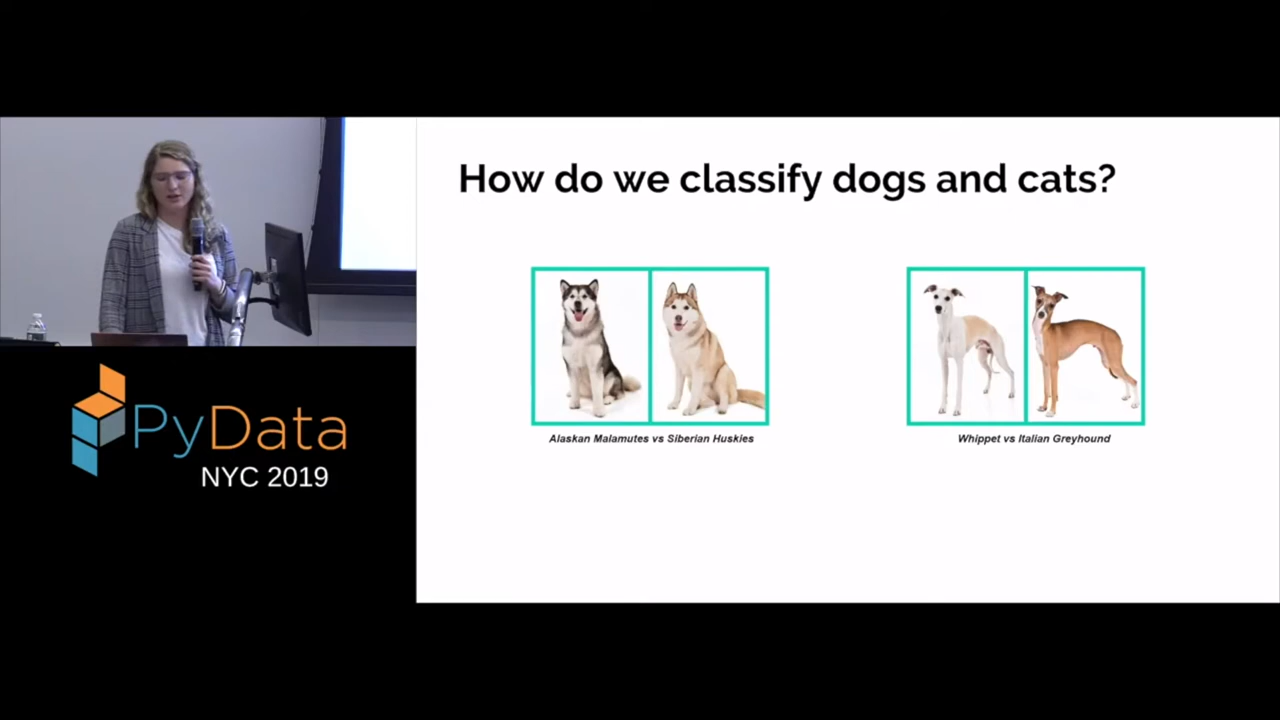 How do we classify dogs and cats?
Alaskan Malamutes vs Siberian Huskies
Whippet vs Italian Greyhound
PyData
NYC 2019